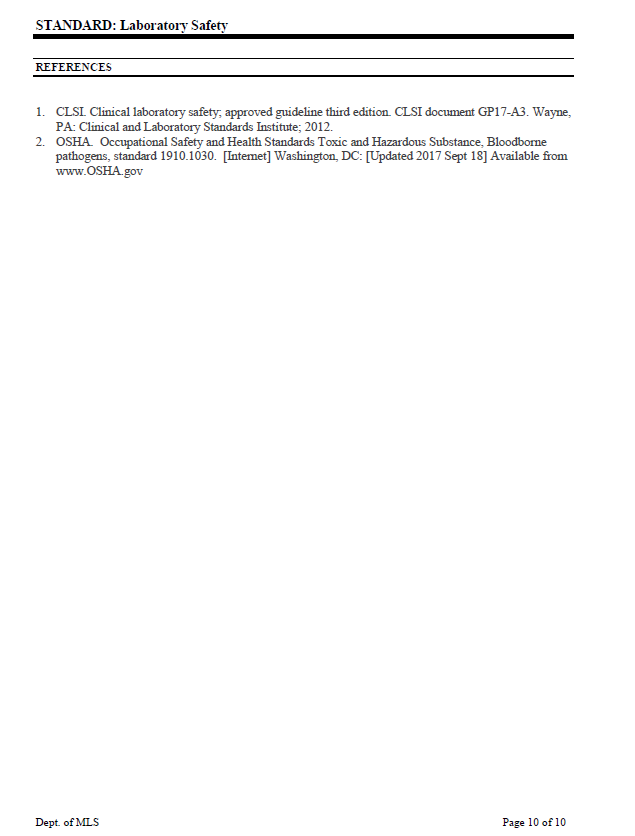 STANDARD: Laboratory Safety
REFERENCES
1. CLSI. Clinical laboratory safety; approved guideline third edition. CLSI document GP17-A3. Wayne,
PA: Clinical and Laboratory Standards Institute; 2012.
2. OSHA. Occupational Safety and Health Standards Toxic and Hazardous Substance, Bloodborne
pathogens, standard 1910.1030. [Internet] Washington, DC: [Updated 2017 Sept 18] Available from
www.OSHA.gov
Dept. of MLS
Page 10 of 10